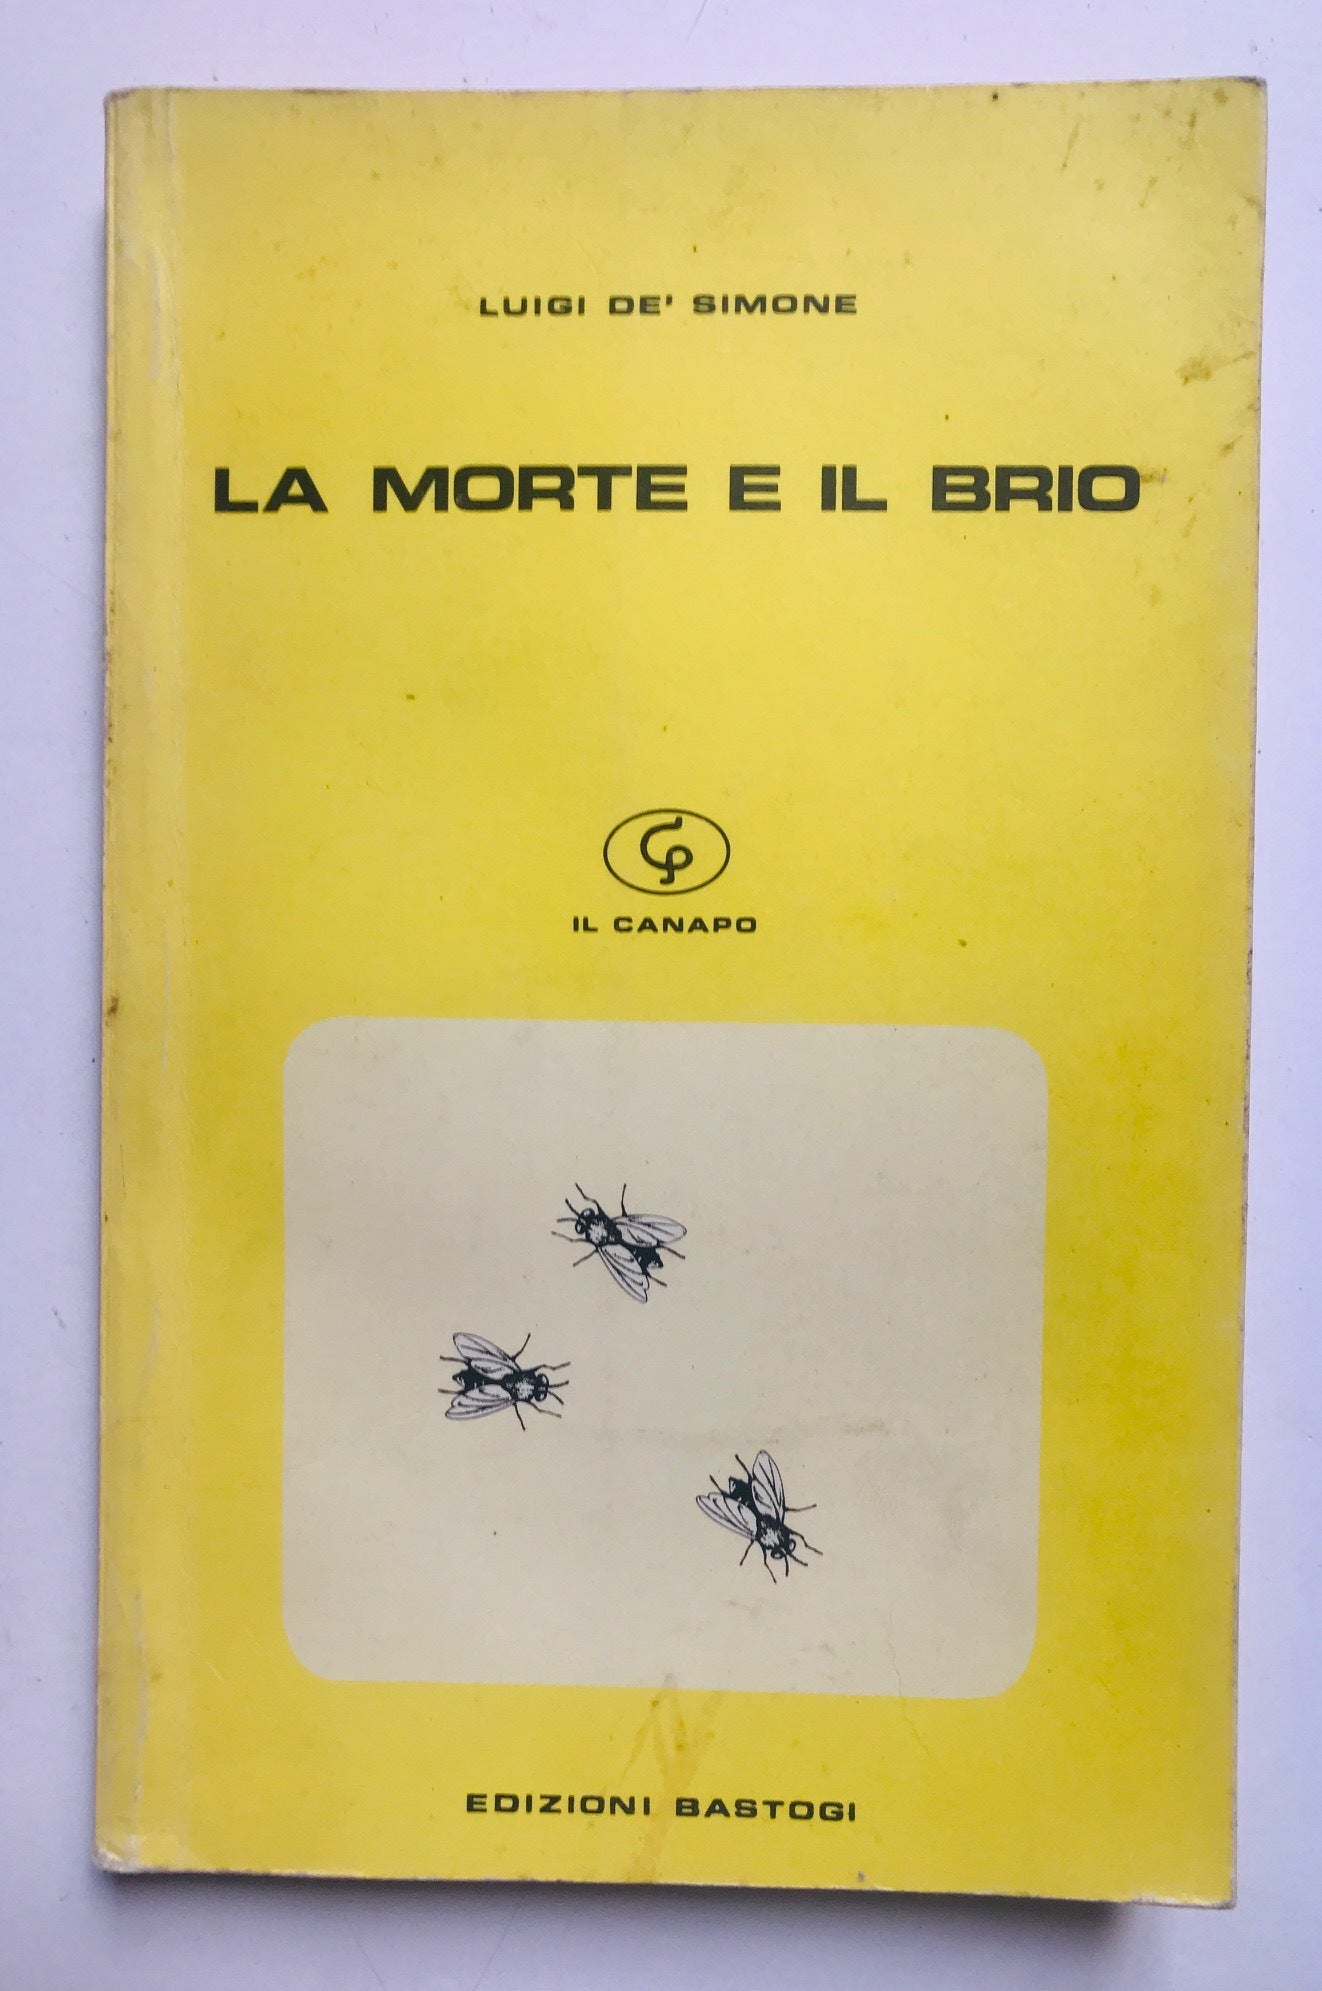 LUIGI DE' SIMONE
LA MORTE E IL BRIO
IL CANAPO
EDIZIONI BASTOGI